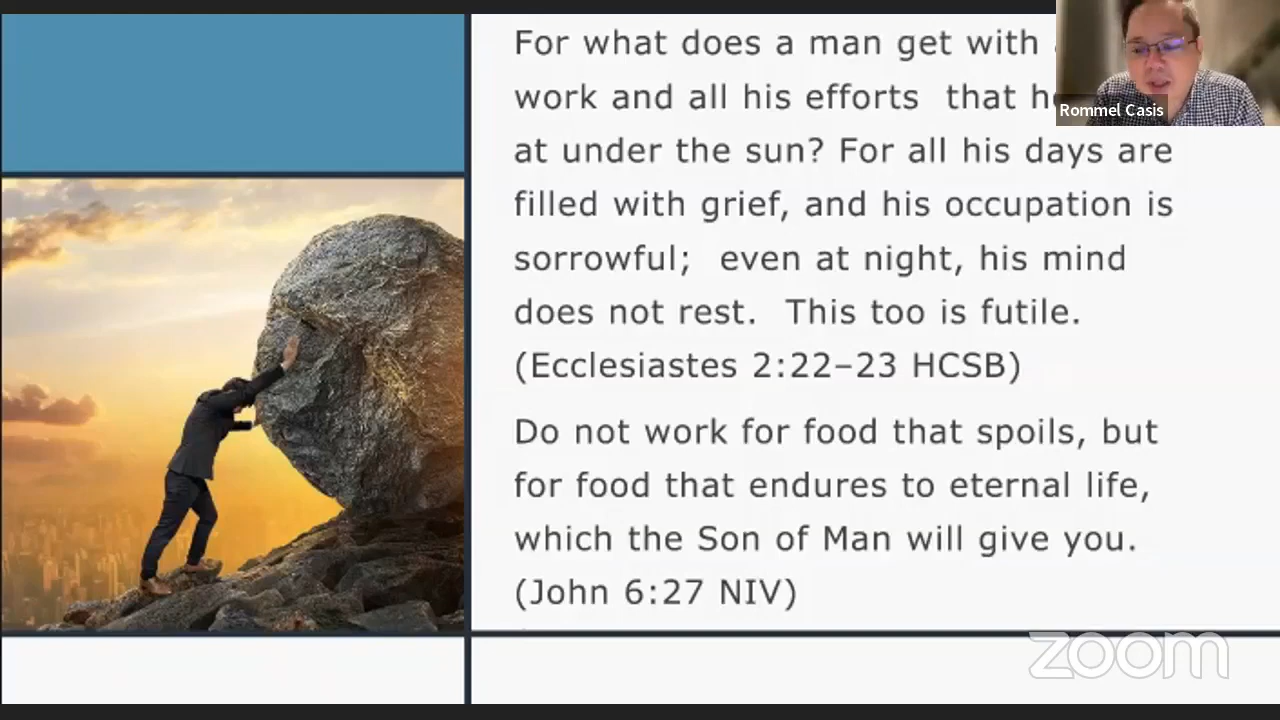 For what does a man get with
work and all his efforts that
at under the sun? For all his days are
filled with grief, and his occupation is
sorrowful; even at night, his mind
does not rest. This too is futile.
(Ecclesiastes 2:22–23 HCSB)
Do not work for food that spoils, but
for food that endures to eternal life,
which the Son of Man will give you.
(John 6:27 NIV)
Rommel Casis
zoom